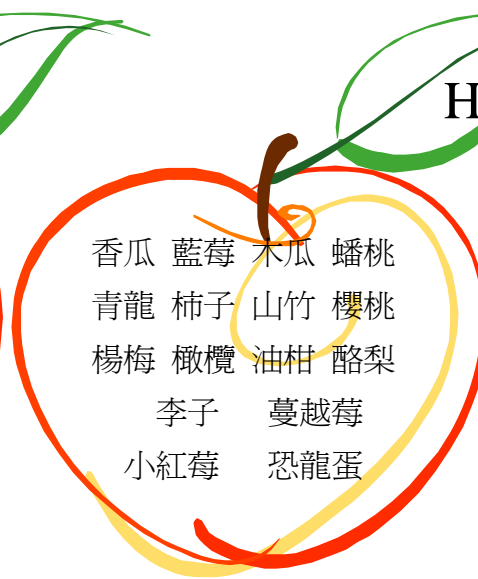 H
香瓜 藍莓 木瓜 蟠桃
青龍 柿子 山竹 櫻桃
楊梅 橄欖 油柑 酪梨
李子 蔓越莓
小紅莓 恐龍蛋